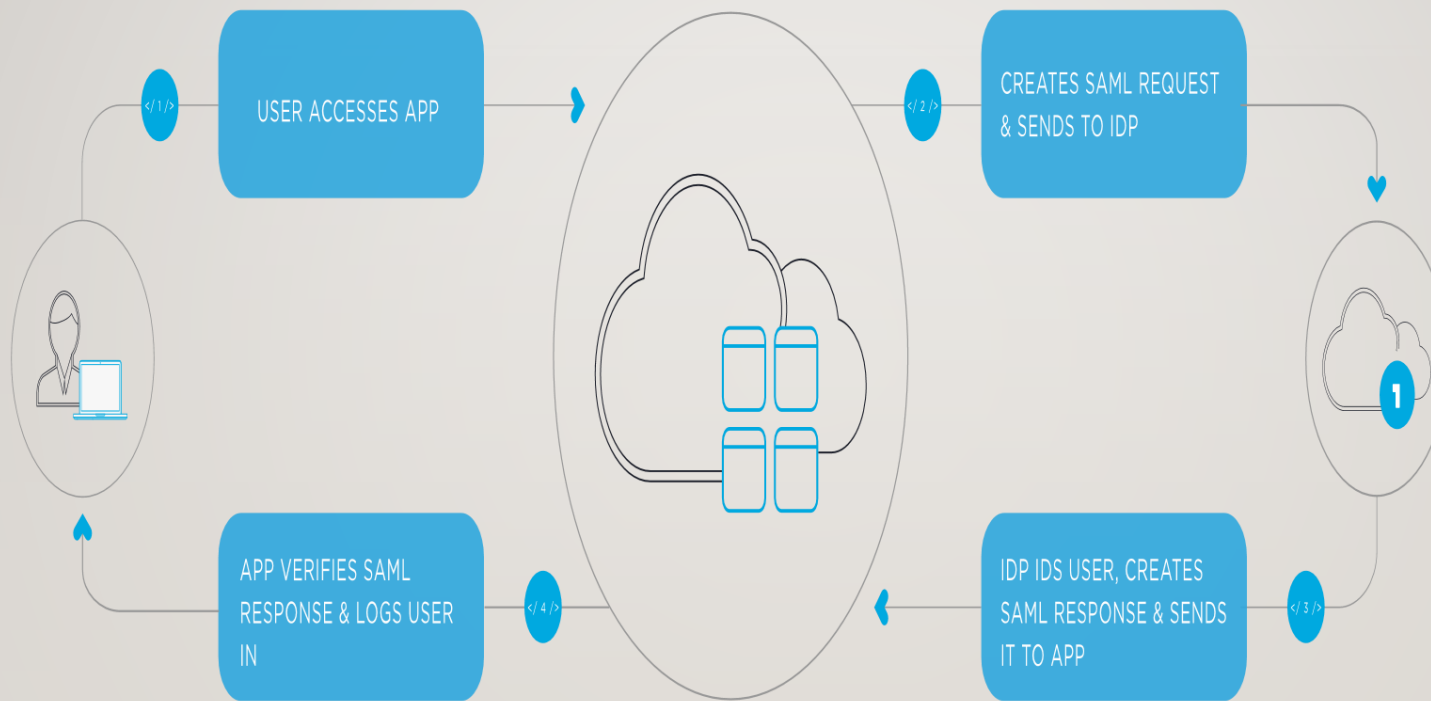 </ 1 />
USER ACCESSES APP
</ 2 />
CREATES SAML REQUEST
& SENDS TO IDP
1
</ 3 />
IDP IDS USER, CREATES
SAML RESPONSE & SENDS
IT TO APP
</ 4 />
APP VERIFIES SAML
RESPONSE & LOGS USER
IN